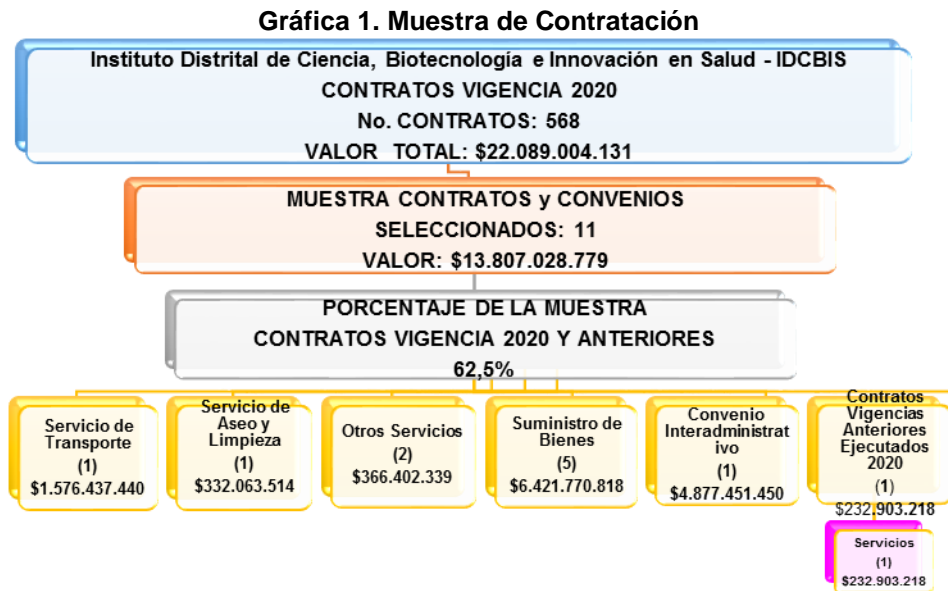 Gráfica 1. Muestra de Contratación
Instituto Distrital de Ciencia, Biotecnología e Innovación en Salud - IDCBIS
CONTRATOS VIGENCIA 2020
No. CONTRATOS: 568
VALOR TOTAL: $22.089.004.131
MUESTRA CONTRATOS y CONVENIOS
SELECCIONADOS: 11
VALOR: $13.807.028.779
PORCENTAJE DE LA MUESTRA
CONTRATOS VIGENCIA 2020 Y ANTERIORES
62,5%
Servicio de
Transporte
(1)
$1.576.437.440
Servicio de
Aseo y
Limpieza
(1)
$332.063.514
Otros Servicios
(2)
$366.402.339
Suministro de
Bienes
(5)
$6.421.770.818
Convenio
Interadministrat
ivo
(1)
$4.877.451.450
Contratos
Vigencias
Anteriores
Ejecutados
2020
(1)
$232.903.218
Servicios
(1)
$232.903.218